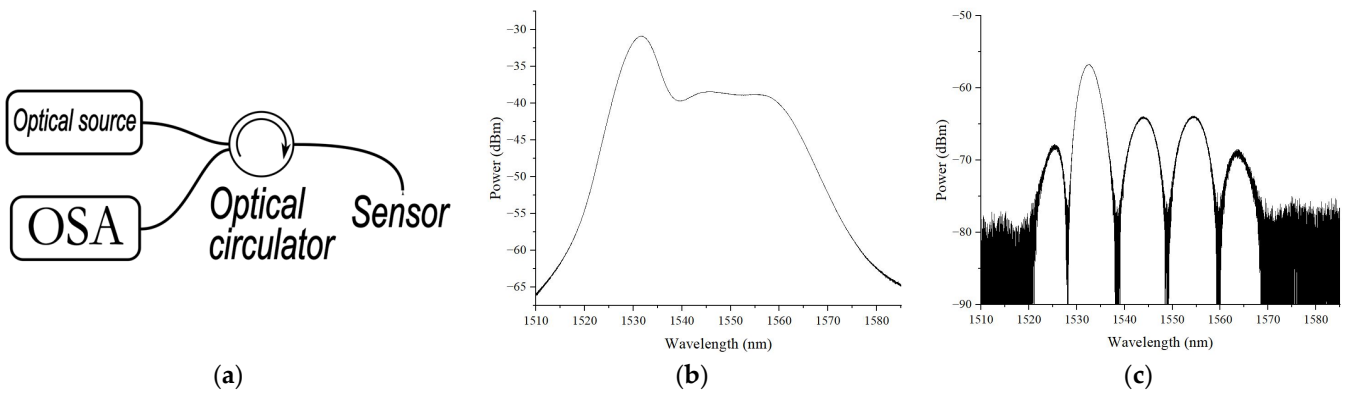 Optical source
OSA
Optical
circulator
Sensor
(a)
−30
−35
−40
−45
−50
−55
−60
−65
Power (dBm)
1510 1520 1530 1540 1550 1560 1570 1580
Wavelength (nm)
(b)
−50
−60
−70
−80
−90
Power (dBm)
1510 1520 1530 1540 1550 1560 1570 1580
Wavelength (nm)
(c)